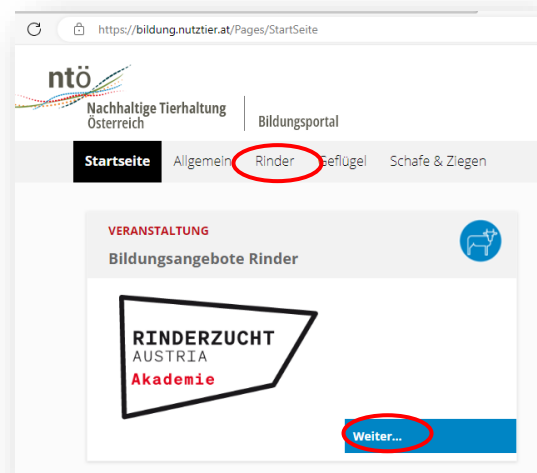 https://bildung.nutztier.at/Pages/StartSeite
ntö
Nachhaltige Tierhaltung
Österreich
Bildungsportal
Startseite Allgemein Rinder Geflügel Schafe & Ziegen
VERANSTALTUNG
Bildungsangebote Rinder
RINDERZUCHT
AUSTRIA
Akademie
Weiter...